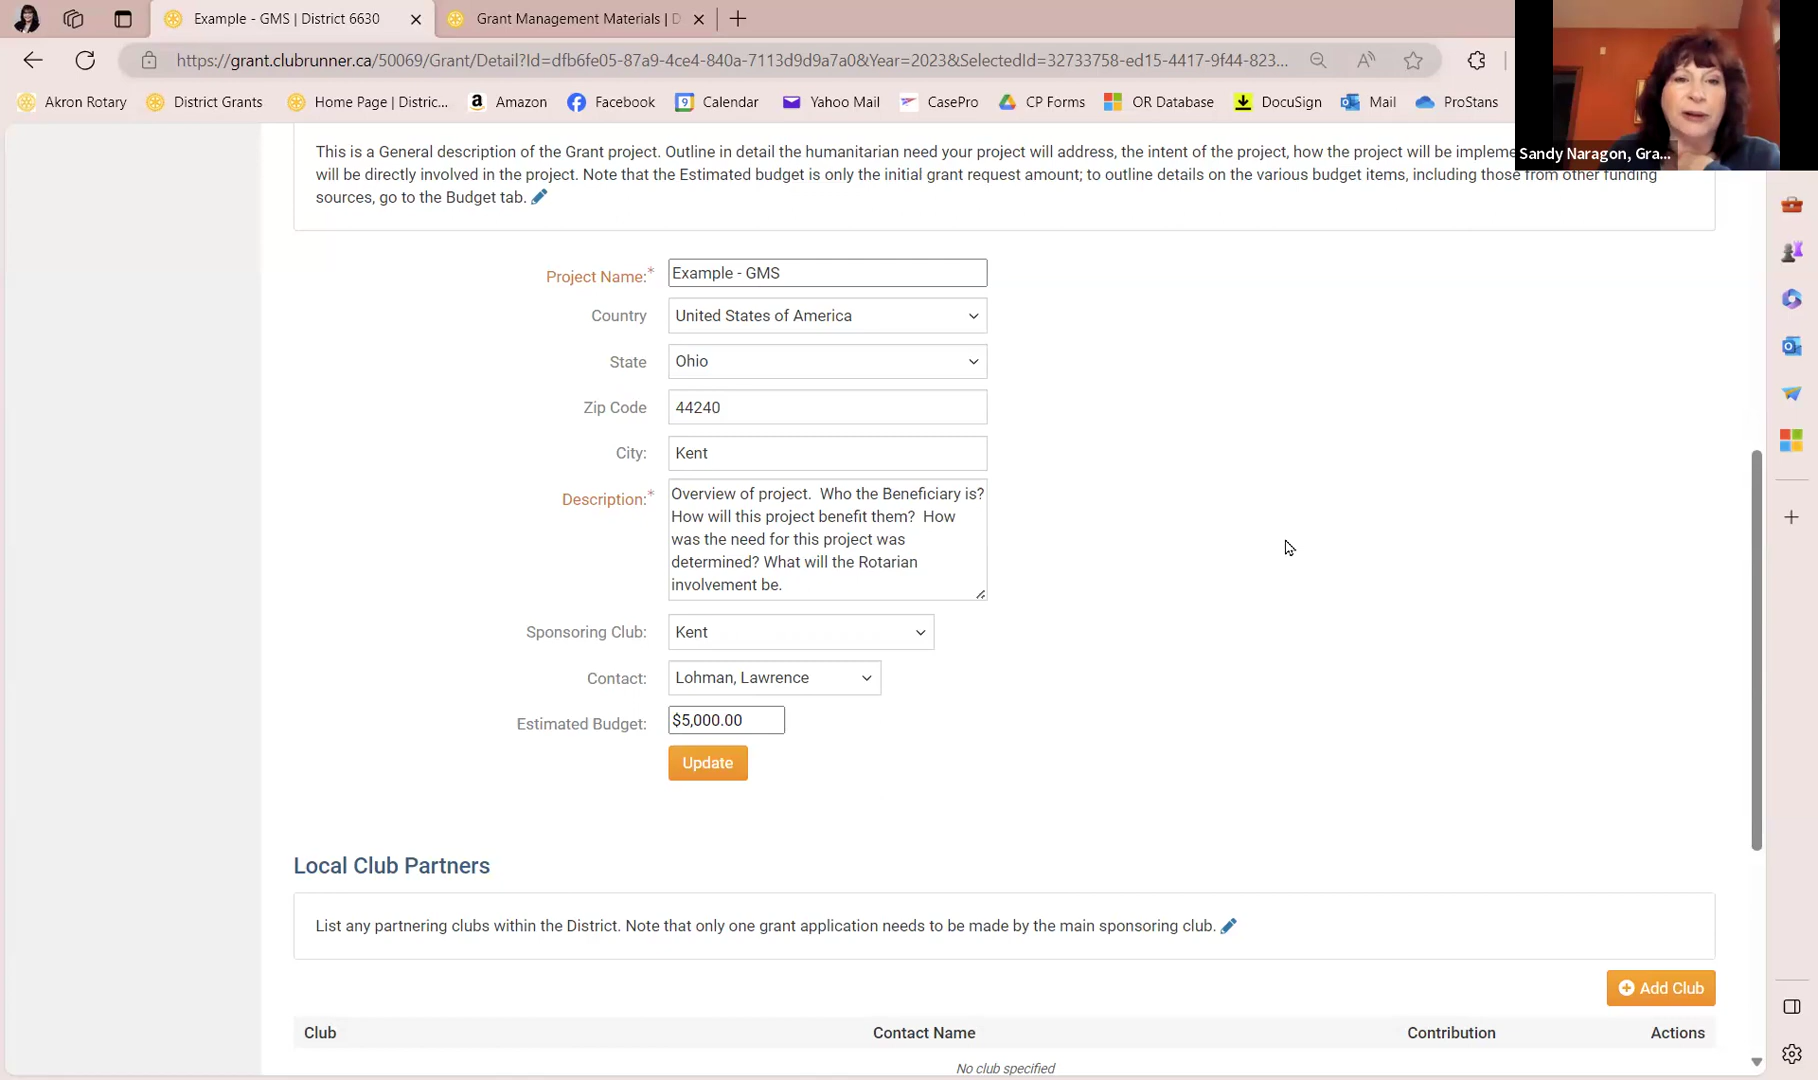 Example - GMS | District 6630
Grant Management Materials | D
https://grant.clubrunner.ca/50069/Grant/Detail?Id=dfb6fe05-87a9-4ce4-840a-7113d9d9a7a0&Year=2023&SelectedId=32733758-ed15-4417-9f44-823...
Akron Rotary
District Grants
Home Page | Distric...
Amazon
Facebook
Calendar
Yahoo Mail
CasePro
CP Forms
OR Database
DocuSign
Mail
ProStans
Sandy Naragon, Gra...
This is a General description of the Grant project. Outline in detail the humanitarian need your project will address, the intent of the project, how the project will be impleme
will be directly involved in the project. Note that the Estimated budget is only the initial grant request amount; to outline details on the various budget items, including those from other funding
sources, go to the Budget tab.
Project Name:* Example - GMS
Country United States of America
State Ohio
Zip Code 44240
City: Kent
Description:* Overview of project. Who the Beneficiary is?
How will this project benefit them? How
was the need for this project was
determined? What will the Rotarian
involvement be.
Sponsoring Club: Kent
Contact: Lohman, Lawrence
Estimated Budget: $5,000.00
Update
Local Club Partners
List any partnering clubs within the District. Note that only one grant application needs to be made by the main sponsoring club.
Add Club
Club Contact Name Contribution Actions
No club specified